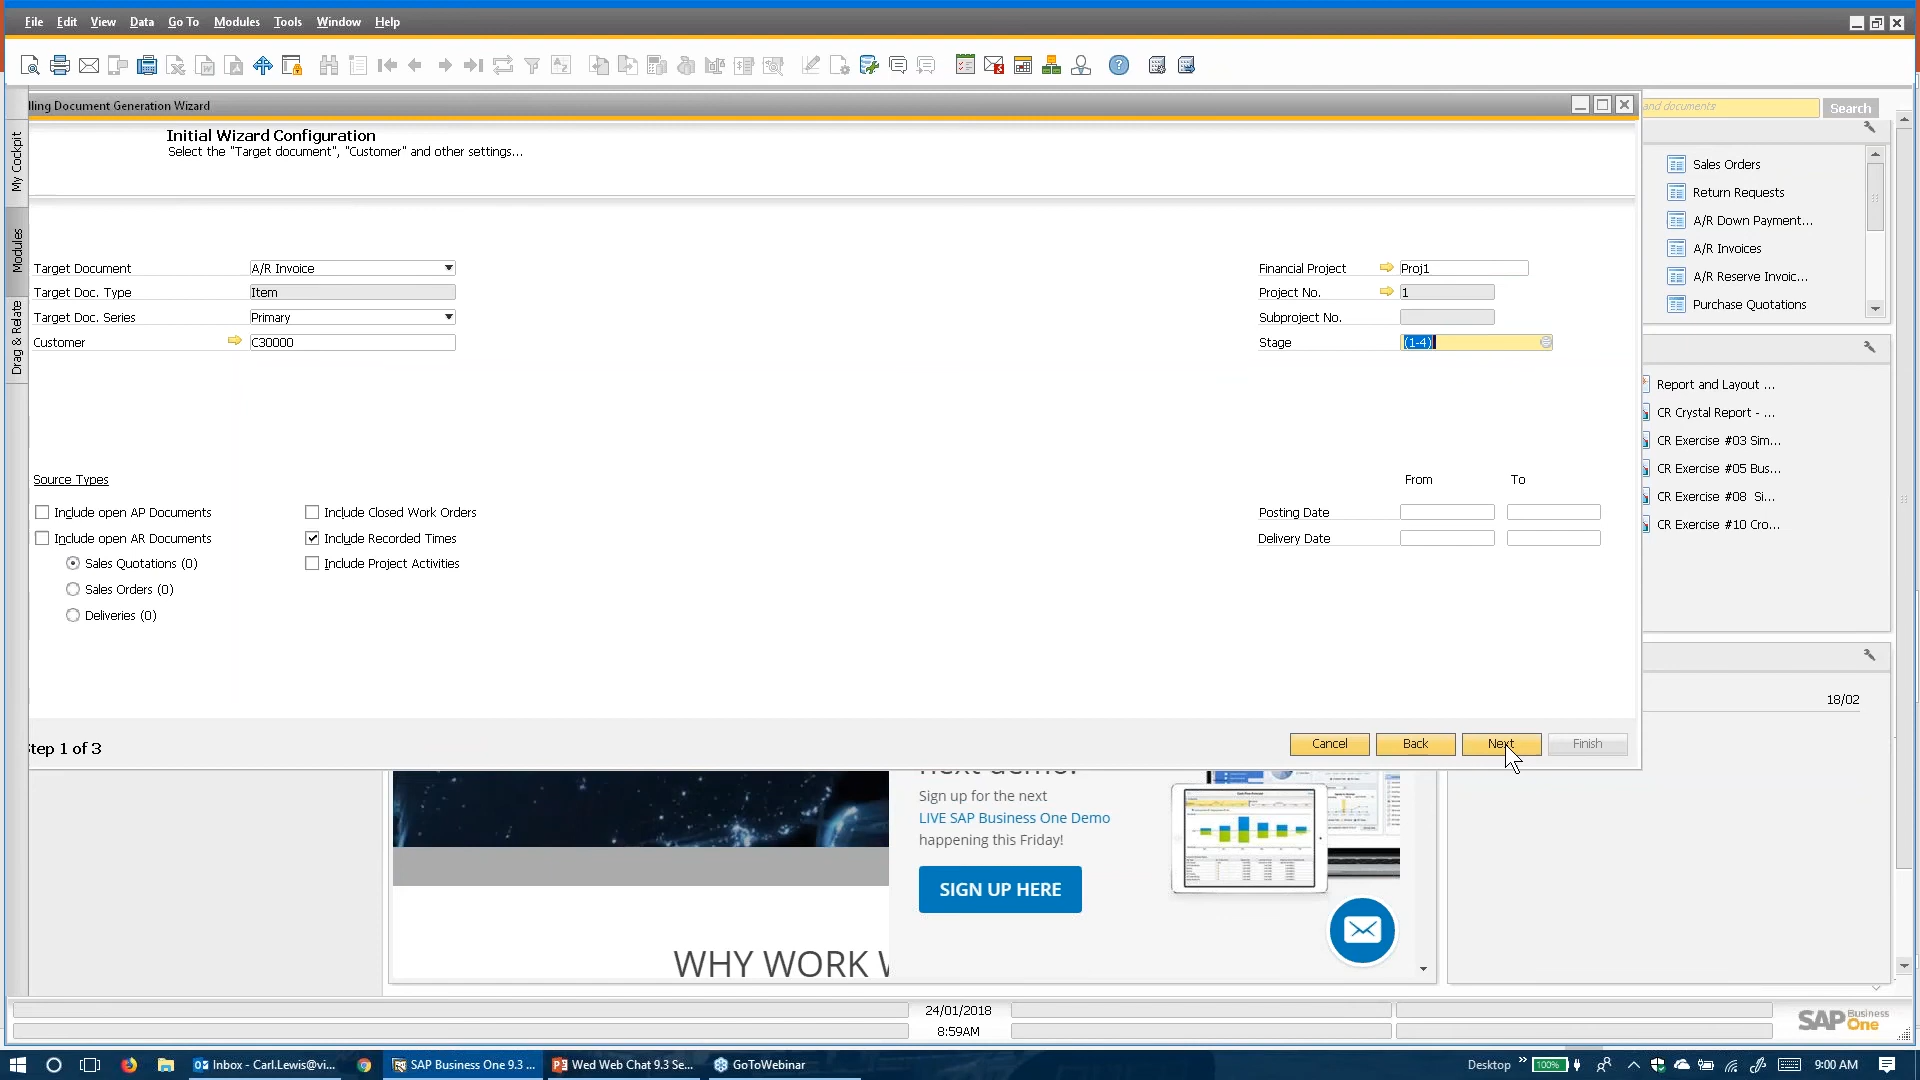 File Edit View Data Go To Modules Tools Window Help
lling Document Generation Wizard
and documents
Search
Initial Wizard Configuration
Select the "Target document", "Customer" and other settings...
My Cockpit
Modules
Drag & Relate
Target Document A/R Invoice
Target Doc. Type Item
Target Doc. Series Primary
Customer C30000
Financial Project Proj1
Project No. 1
Subproject No.
Stage (1-4)
Source Types
Include open AP Documents
Include open AR Documents
Sales Quotations (0)
Sales Orders (0)
Deliveries (0)
Include Closed Work Orders
Include Recorded Times
Include Project Activities
From To
Posting Date
Delivery Date
Step 1 of 3
Cancel Back Next Finish
Sales Orders
Return Requests
A/R Down Payment...
A/R Invoices
A/R Reserve Invoic...
Purchase Quotations
Report and Layout ...
CR Crystal Report - ...
CR Exercise #03 Sim...
CR Exercise #05 Bus...
CR Exercise #08 Si...
CR Exercise #10 Cro...
18/02
next demo!
Sign up for the next
LIVE SAP Business One Demo
happening this Friday!
SIGN UP HERE
WHY WORK W
24/01/2018
8:59AM
SAP Business One
Inbox - Carl.Lewis@vi...
SAP Business One 9.3 ...
Wed Web Chat 9.3 Se...
GoToWebinar
Desktop
100%
9:00 AM